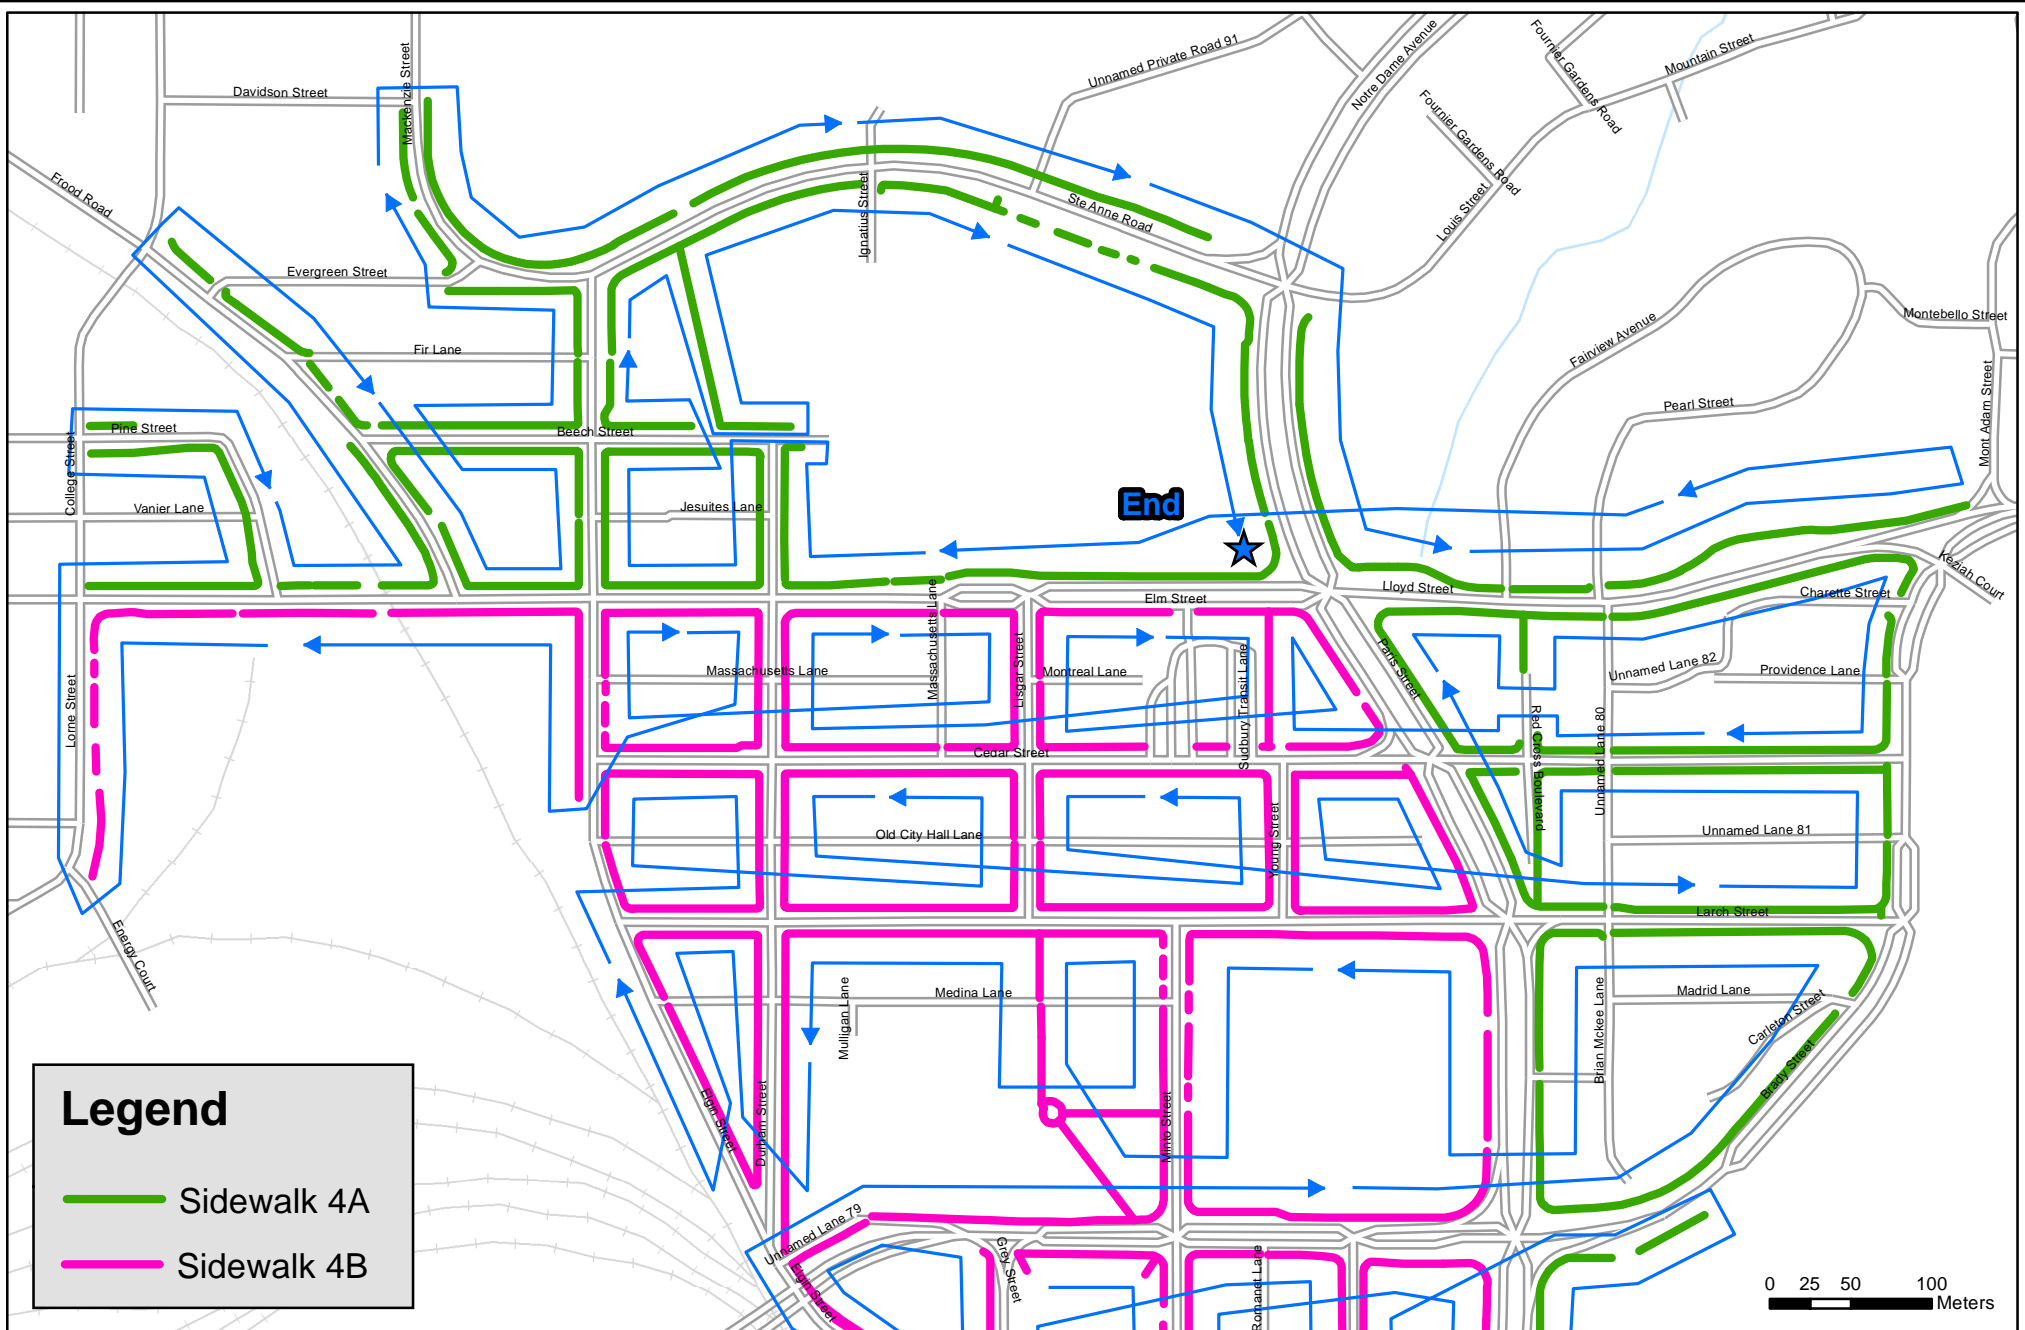 Unnamed Private Road 91
Notre Dame Avenue
Fournier Gardens Road
Mountain Street
Davidson Street
Mackenzie Street
Fournier Gardens Road
Frood Road
Ignatius Street
Ste Anne Road
Louis Street
Evergreen Street
Montebello Street
Fairview Avenue
Fir Lane
Pearl Street
Mont Adam Street
Pine Street
Beech Street
College Street
Vanier Lane
Jesuites Lane
End
Keziah Court
Lloyd Street
Charette Street
Elm Street
Massachusetts Lane
Lisgar Street
Paris Street
Massachusetts Lane
Montreal Lane
Sudbury Transit Lane
Unnamed Lane 82
Providence Lane
Lorne Street
Cedar Street
Red Cross Boulevard
Unnamed Lane 80
Old City Hall Lane
Young Street
Unnamed Lane 81
Larch Street
Energy Court
Medina Lane
Mulligan Lane
Brian Mckee Lane
Madrid Lane
Carleton Street
Brady Street
Elgin Street
Durham Street
Minto Street
Unnamed Lane 79
Elgin Street
Grey Street
Romanet Lane
Legend
Sidewalk 4A
Sidewalk 4B
0 25 50 100
Meters